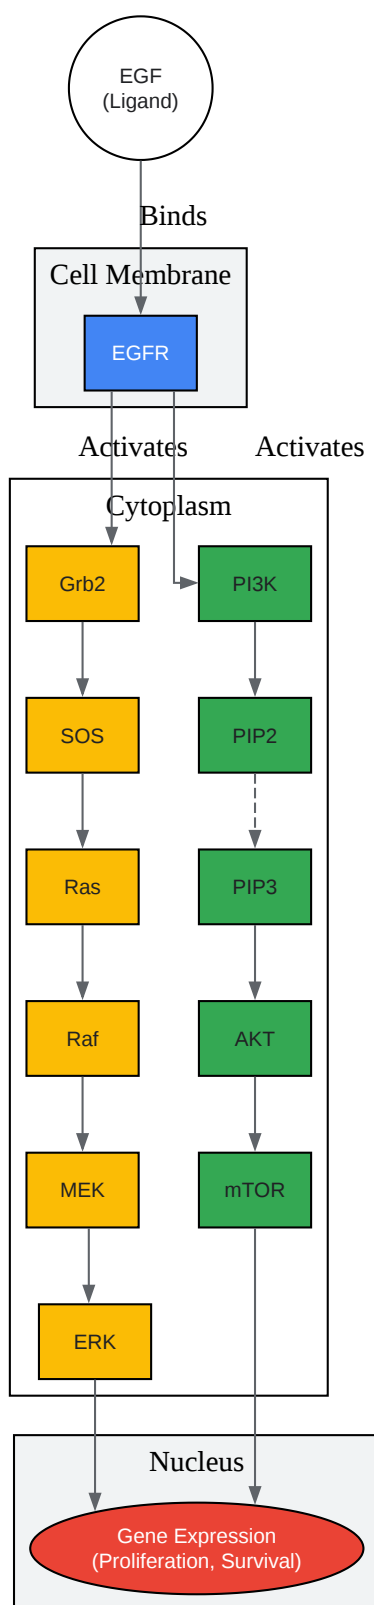 EGF
(Ligand)
Binds
Cell Membrane
EGFR
Activates
Activates
Cytoplasm
Grb2
PI3K
SOS
PIP2
Ras
PIP3
Raf
AKT
MEK
mTOR
ERK
Nucleus
Gene Expression
(Proliferation, Survival)